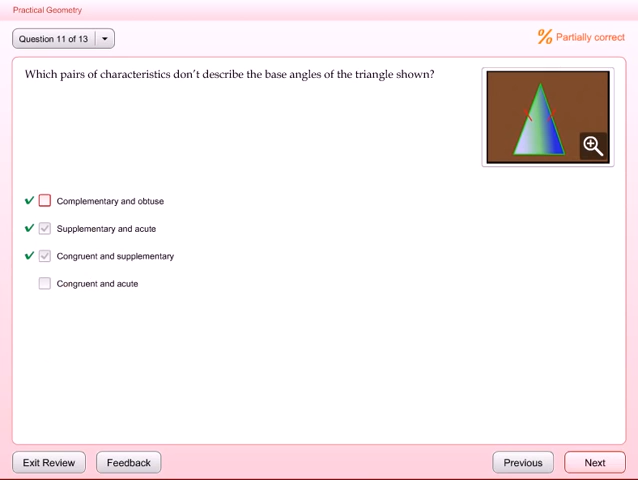 Practical Geometry
Question 11 of 13
% Partially correct
Which pairs of characteristics don't describe the base angles of the triangle shown?
Complementary and obtuse
Supplementary and acute
Congruent and supplementary
Congruent and acute
Exit Review
Feedback
Previous
Next